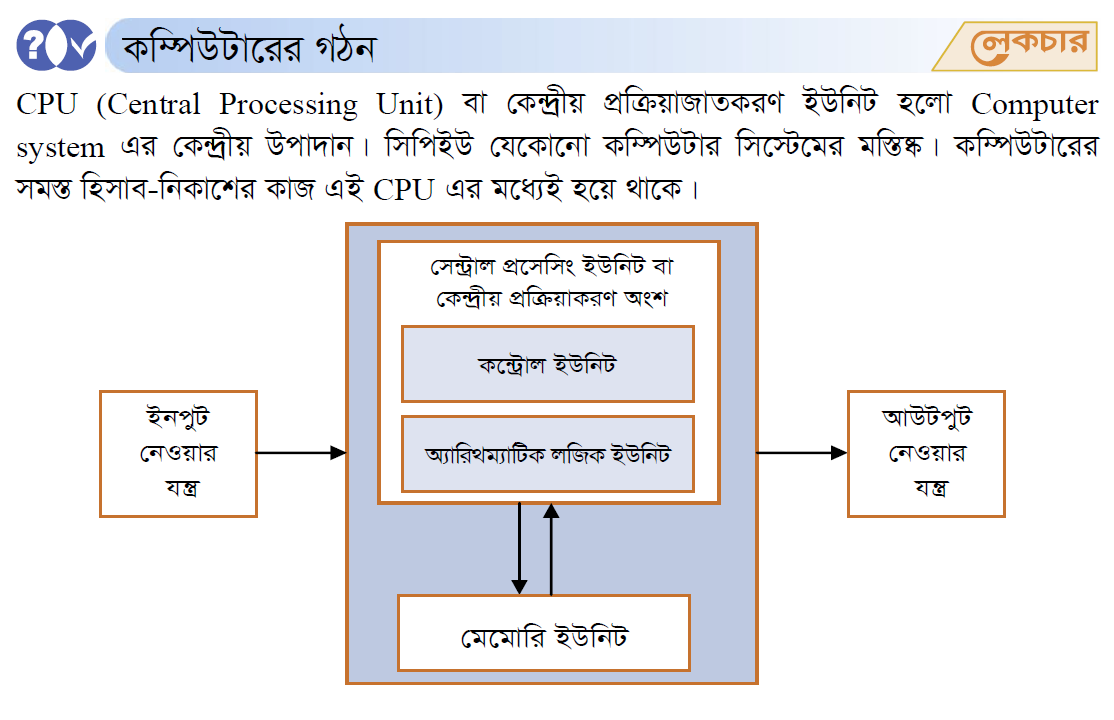 কম্পিউটারের গঠন
লেকচার
CPU (Central Processing Unit) বা কেন্দ্রীয় প্রক্রিয়াজাতকরণ ইউনিট হলো Computer
system এর কেন্দ্রীয় উপাদান। সিপিইউ যেকোনো কম্পিউটার সিস্টেমের মস্তিষ্ক। কম্পিউটারের
সমস্ত হিসাব-নিকাশের কাজ এই CPU এর মধ্যেই হয়ে থাকে।
সেন্ট্রাল প্রসেসিং ইউনিট বা
কেন্দ্রীয় প্রক্রিয়াকরণ অংশ
কন্ট্রোল ইউনিট
অ্যারিথম্যাটিক লজিক ইউনিট
ইনপুট
নেওয়ার
যন্ত্র
আউটপুট
নেওয়ার
যন্ত্র
মেমোরি ইউনিট